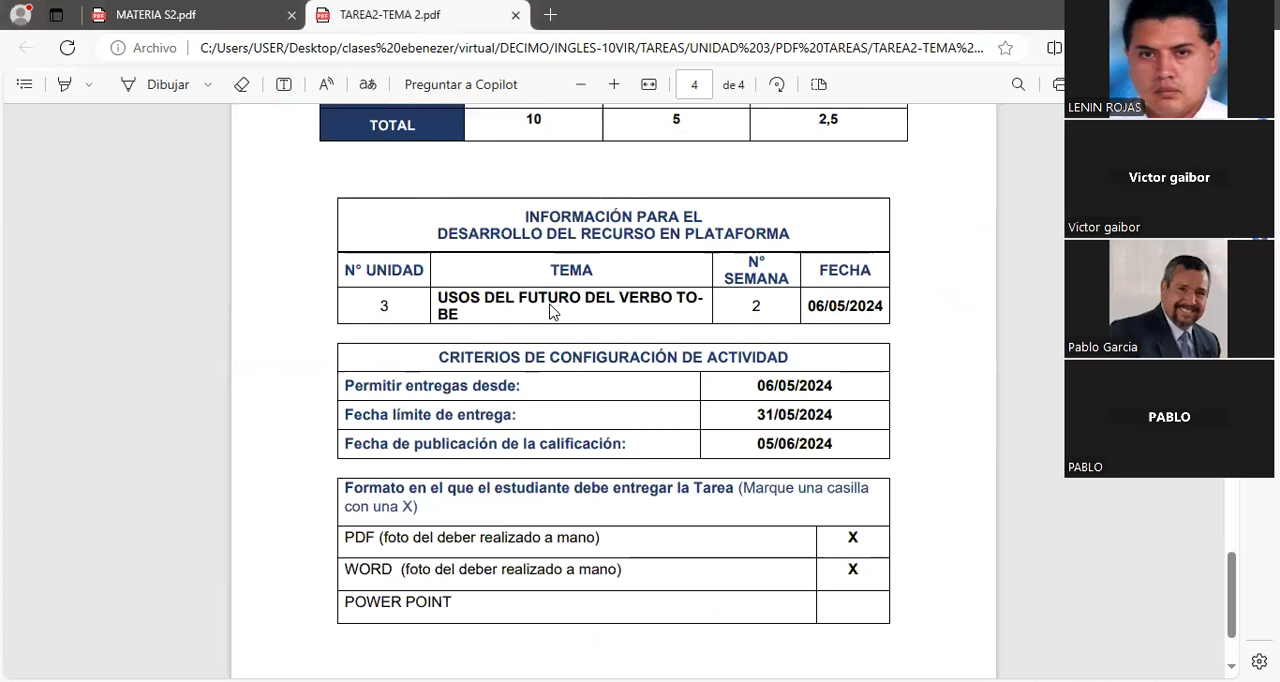 MATERIA S2.pdf
TAREA2-TEMA 2.pdf
Archivo
C:/Users/USER/Desktop/clases%20ebenezer/virtual/DECIMO/INGLES-10VIR/TAREAS/UNIDAD%203/PDF%20TAREAS/TAREA2-TEMA%2...
Dibujar
Preguntar a Copilot
4
de 4
TOTAL 10 5 2,5
INFORMACIÓN PARA EL
DESARROLLO DEL RECURSO EN PLATAFORMA
N° UNIDAD TEMA N° SEMANA FECHA
3 USOS DEL FUTURO DEL VERBO TO-
BE 2 06/05/2024
CRITERIOS DE CONFIGURACIÓN DE ACTIVIDAD
Permitir entregas desde: 06/05/2024
Fecha límite de entrega: 31/05/2024
Fecha de publicación de la calificación: 05/06/2024
Formato en el que el estudiante debe entregar la Tarea (Marque una casilla
con una X)
PDF (foto del deber realizado a mano) X
WORD (foto del deber realizado a mano) X
POWER POINT
LENIN ROJAS
Victor gaibor
Victor gaibor
Pablo Garcia
PABLO
PABLO